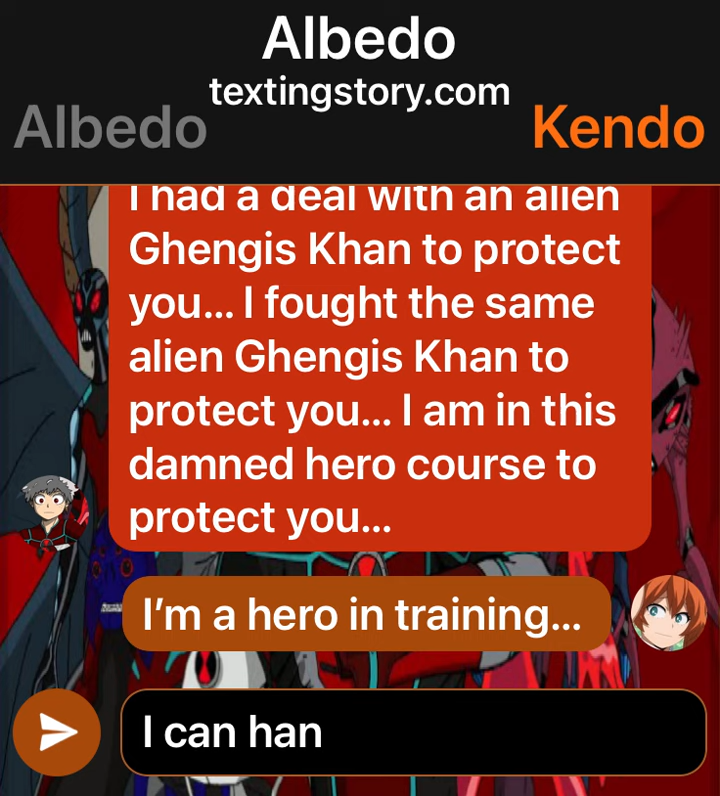 Albedo
textingstory.com
Albedo
Kendo
I had a deal with an alien
Ghengis Khan to protect
you... I fought the same
alien Ghengis Khan to
protect you... I am in this
damned hero course to
protect you...
I'm a hero in training...
I can han